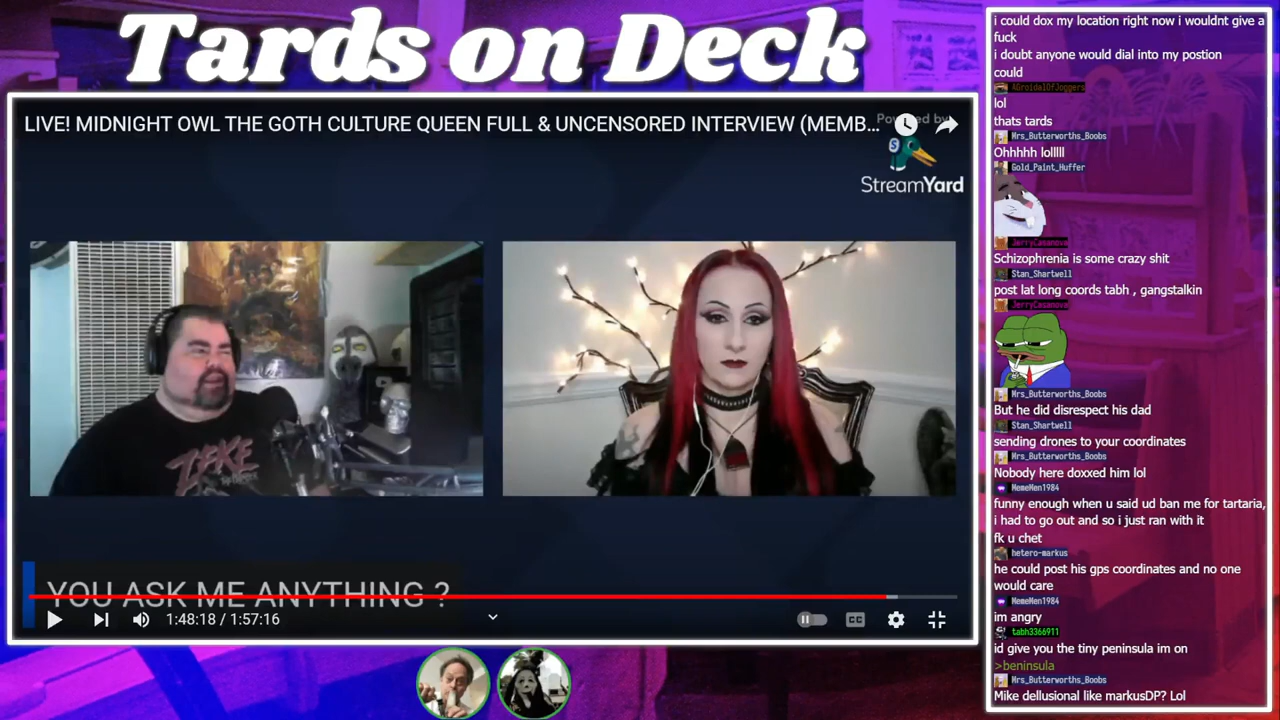 Tards on Deck
LIVE! MIDNIGHT OWL THE GOTH CULTURE QUEEN FULL & UNCENSORED INTERVIEW (MEMB...
Powered by
StreamYard
ZEKE
YOU ASK ME ANYTHING ?
1:48:18 / 1:57:16
CC
i could dox my location right now i wouldnt give a
fuck
i doubt anyone would dial into my postion
could
AGroidalOfJoggers
lol
thats tards
Mrs_Butterworths_Boobs
Ohhhhh lolllll
Gold_Paint_Huffer
JerryCasanova
Schizophrenia is some crazy shit
Stan_Shartwell
post lat long coords tabh , gangstalkin
JerryCasanova
Mrs_Butterworths_Boobs
But he did disrespect his dad
Stan_Shartwell
sending drones to your coordinates
Mrs_Butterworths_Boobs
Nobody here doxxed him lol
MemeMen1984
funny enough when u said ud ban me for tartaria,
i had to go out and so i just ran with it
fk u chet
hetero-markus
he could post his gps coordinates and no one
would care
MemeMen1984
im angry
tabh3366911
id give you the tiny peninsula im on
>beninsula
Mrs_Butterworths_Boobs
Mike dellusional like markusDP? Lol